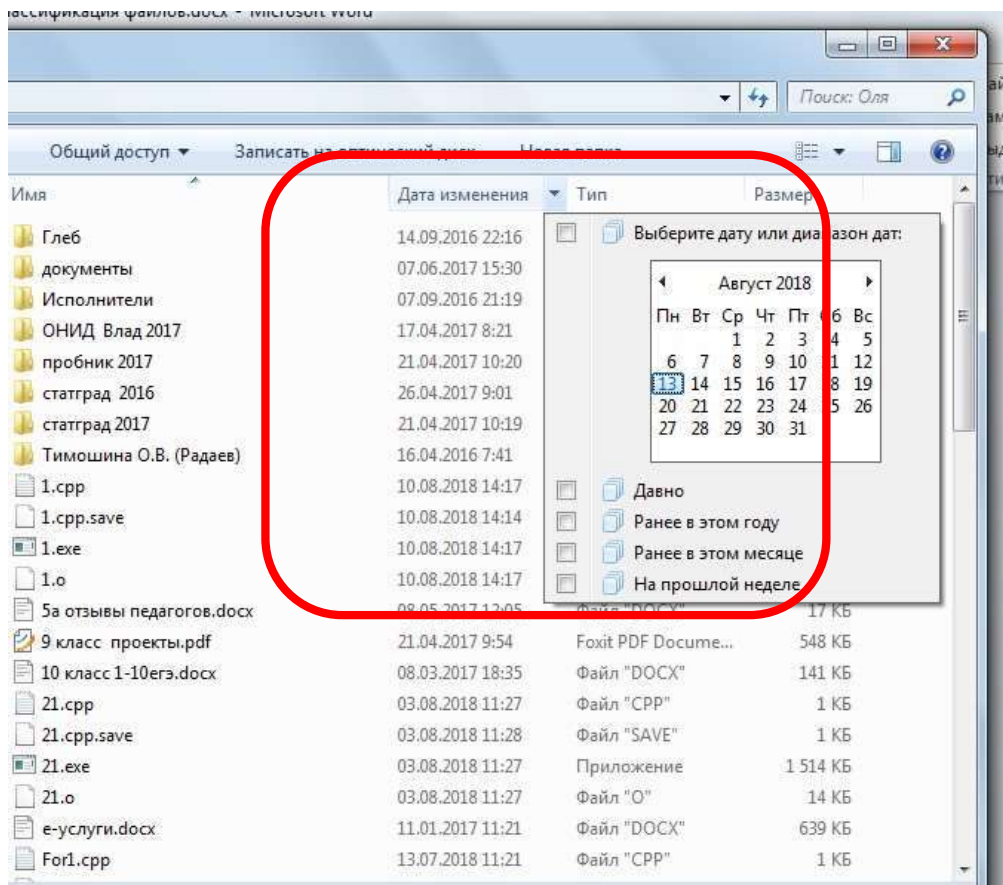 классификация файлов.docx - Microsoft Word
Поиск: Оля
Общий доступ Записать на оптический диск Новая папка
Имя Дата изменения Тип Размер
Глеб 14.09.2016 22:16 Выберите дату или диапазон дат:
документы 07.06.2017 15:30
Август 2018
Исполнители 07.09.2016 21:19
Пн Вт Ср Чт Пт Сб Вс
ОНИД Влад 2017 17.04.2017 8:21
1 2 3 4 5
пробник 2017 21.04.2017 10:20
6 7 8 9 10 11 12
статград 2016 26.04.2017 9:01
13 14 15 16 17 18 19
20 21 22 23 24 25 26
статград 2017 21.04.2017 10:19
27 28 29 30 31
Тимошина О.В. (Радаев) 16.04.2016 7:41
1.cpp 10.08.2018 14:17 Давно
1.cpp.save 10.08.2018 14:14 Ранее в этом году
1.exe 10.08.2018 14:17 Ранее в этом месяце
1.o 10.08.2018 14:17 На прошлой неделе
5а отзывы педагогов.docx 08.05.2017 12:05 Файл "DOCX" 17 КБ
9 класс проекты.pdf 21.04.2017 9:54 Foxit PDF Docume... 548 КБ
10 класс 1-10егэ.docx 08.03.2017 18:35 Файл "DOCX" 141 КБ
21.cpp 03.08.2018 11:27 Файл "CPP" 1 КБ
21.cpp.save 03.08.2018 11:28 Файл "SAVE" 1 КБ
21.exe 03.08.2018 11:27 Приложение 1 514 КБ
21.o 03.08.2018 11:27 Файл "O" 14 КБ
е-услуги.docx 11.01.2017 11:21 Файл "DOCX" 639 КБ
For1.cpp 13.07.2018 11:21 Файл "CPP" 1 КБ